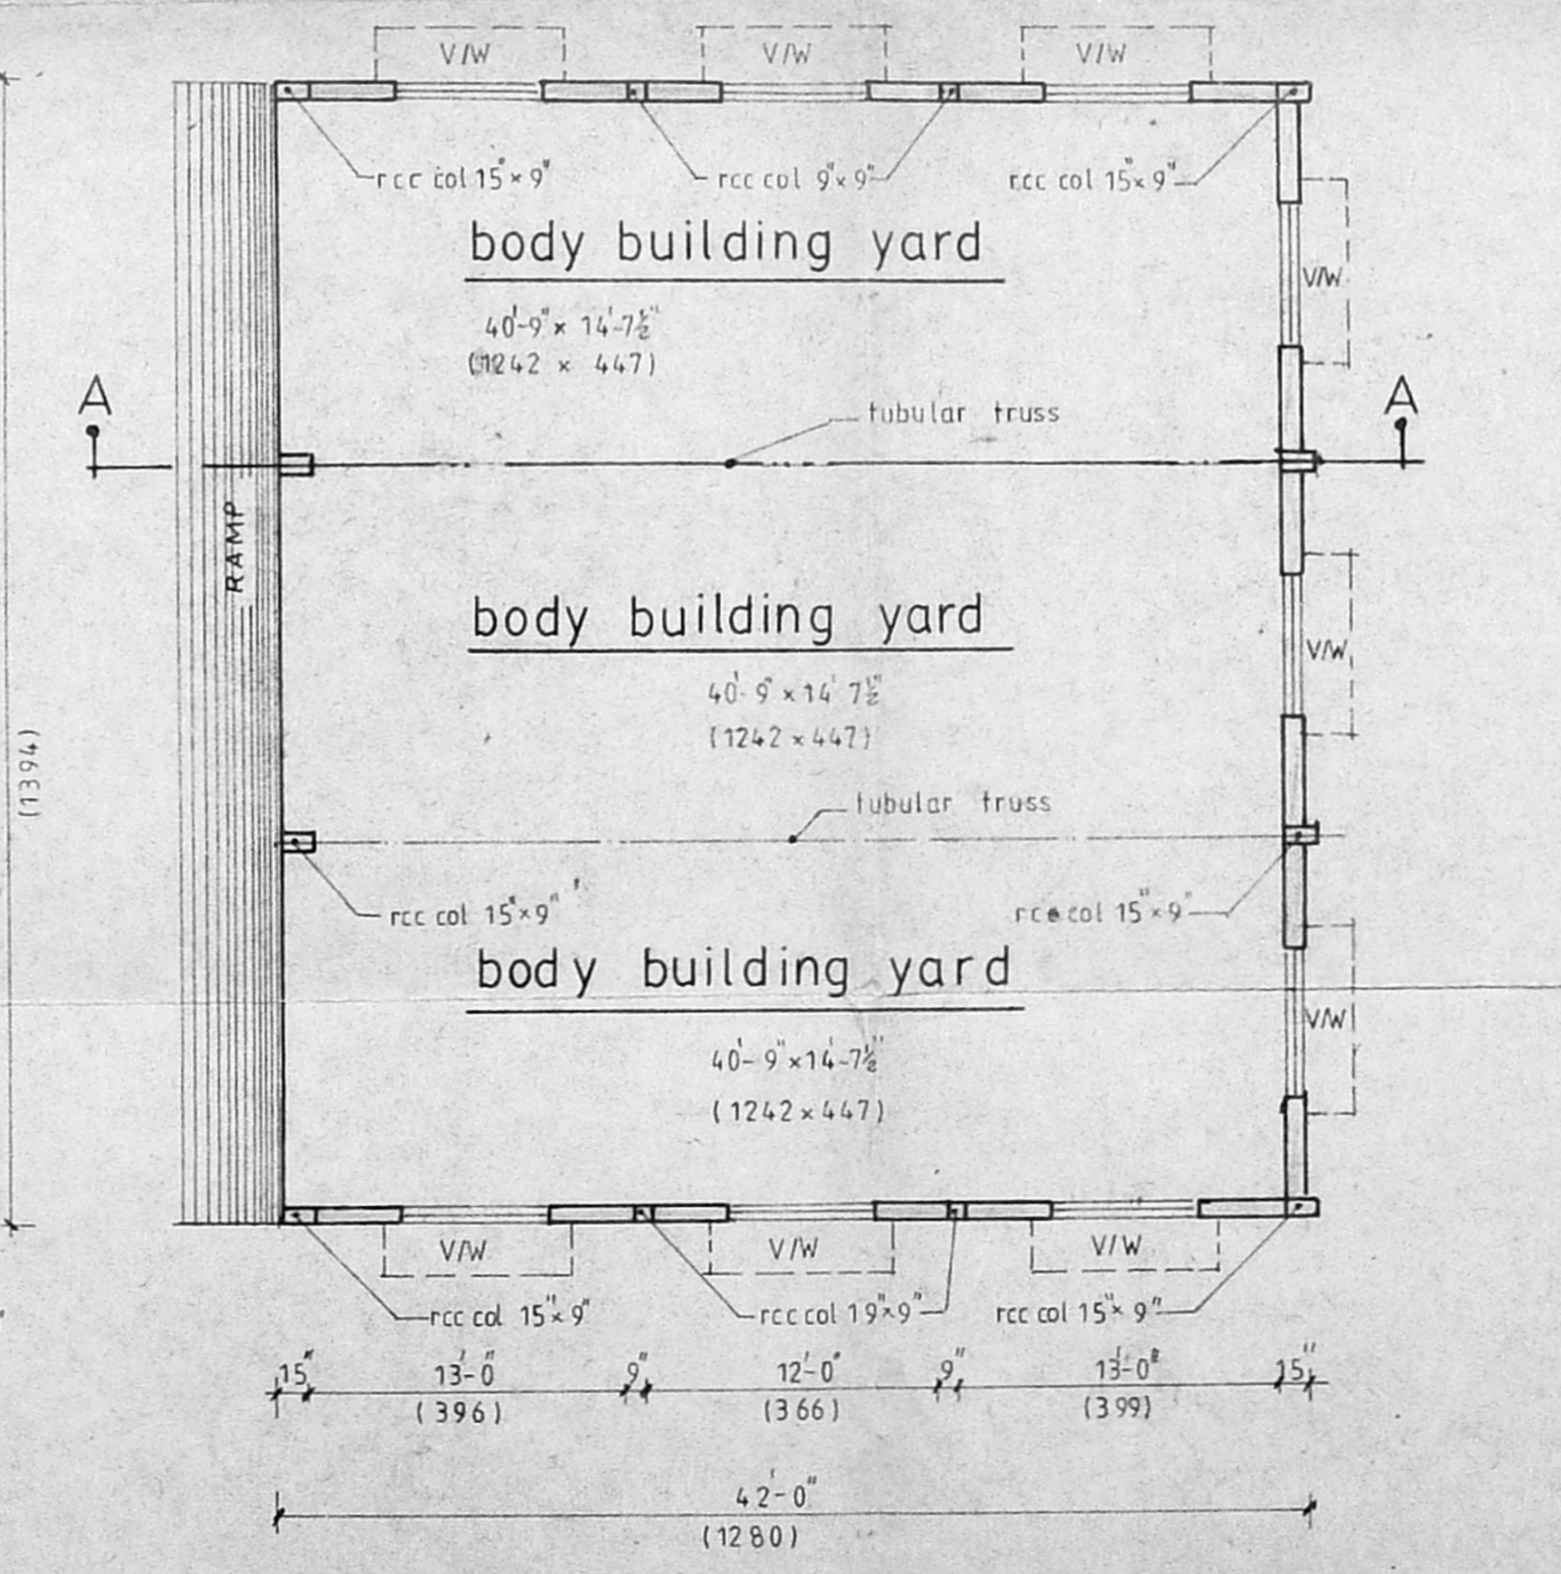 V/W V/W V/W
rcc col 15"×9" rcc col 9"×9" rcc col 15"×9"
body building yard
V/W
40'-9"× 14'-7½"
(1242 × 447)
A A
tubular truss
RAMP
body building yard
V/W
40'-9"×14'7½"
(1242×447)
(1394)
tubular truss
rcc col 15"×9" rcc col 15"×9"
body building yard
V/W
40'-9"×14'-7½"
(1242×447)
V/W V/W V/W
rcc col 15"×9" rcc col 19"×9" rcc col 15"×9"
15" 13'-0" 9" 12'-0" 9" 13'-0" 15"
(396) (366) (399)
42'-0"
(1280)